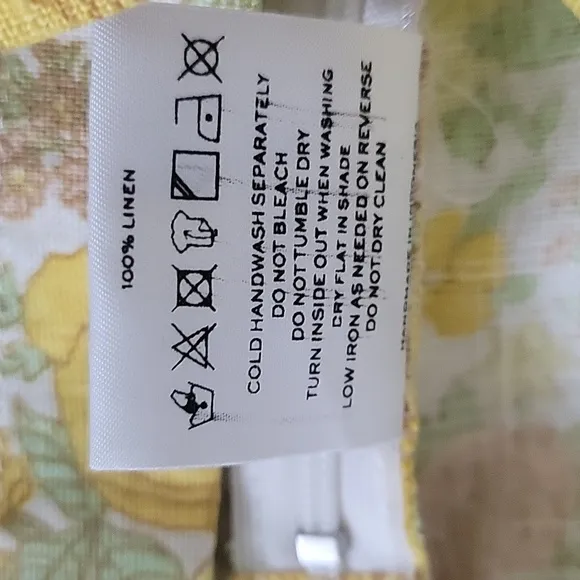 100% LINEN
COLD HANDWASH SEPARATELY
DO NOT BLEACH
DO NOT TUMBLE DRY
TURN INSIDE OUT WHEN WASHING
DRY FLAT IN SHADE
LOW IRON AS NEEDED ON REVERSE
DO NOT DRY CLEAN